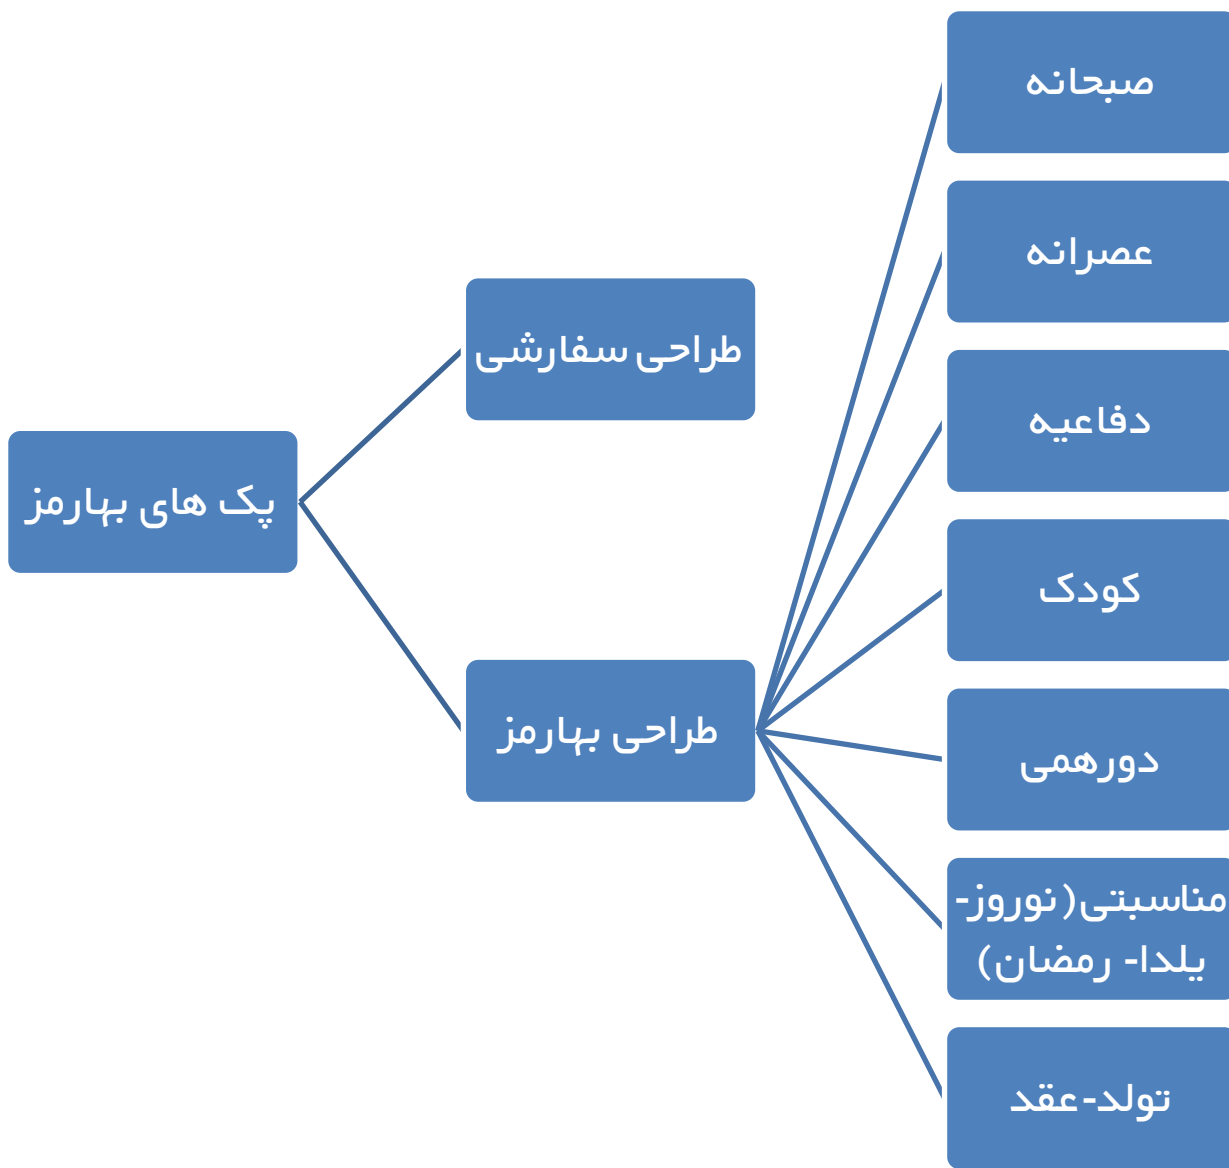 پک های بهارمز
طراحی سفارشی
طراحی بهارمز
صبحانه
عصرانه
دفاعیه
کودک
دورهمی
مناسبتی(نوروز-
یلدا- رمضان)
تولد-عقد